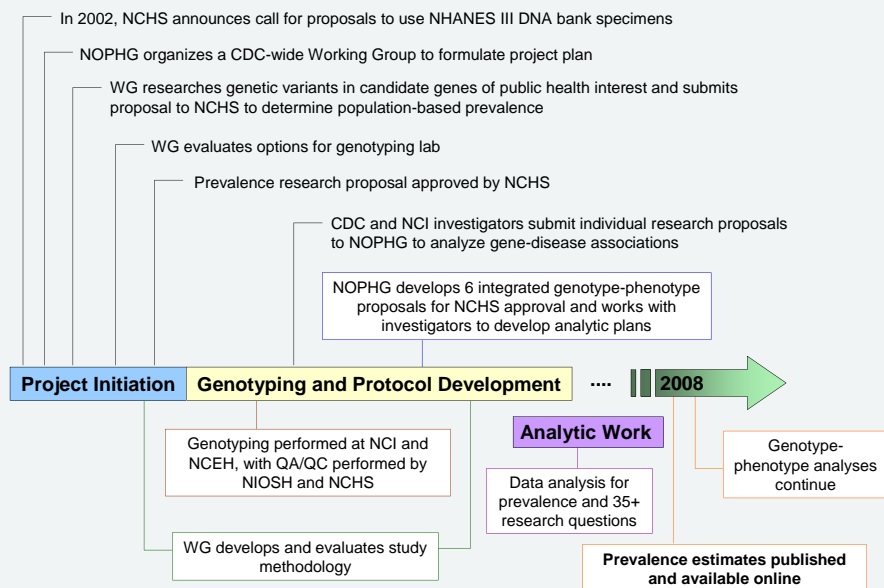 In 2002, NCHS announces call for proposals to use NHANES III DNA bank specimens
NOPHG organizes a CDC-wide Working Group to formulate project plan
WG researches genetic variants in candidate genes of public health interest and submits
proposal to NCHS to determine population-based prevalence
WG evaluates options for genotyping lab
Prevalence research proposal approved by NCHS
CDC and NCI investigators submit individual research proposals
to NOPHG to analyze gene-disease associations
NOPHG develops 6 integrated genotype-phenotype
proposals for NCHS approval and works with
investigators to develop analytic plans
Project Initiation
Genotyping and Protocol Development
....
2008
Genotyping performed at NCI and
NCEH, with QA/QC performed by
NIOSH and NCHS
Analytic Work
Data analysis for
prevalence and 35+
research questions
Genotype-
phenotype analyses
continue
WG develops and evaluates study
methodology
Prevalence estimates published
and available online